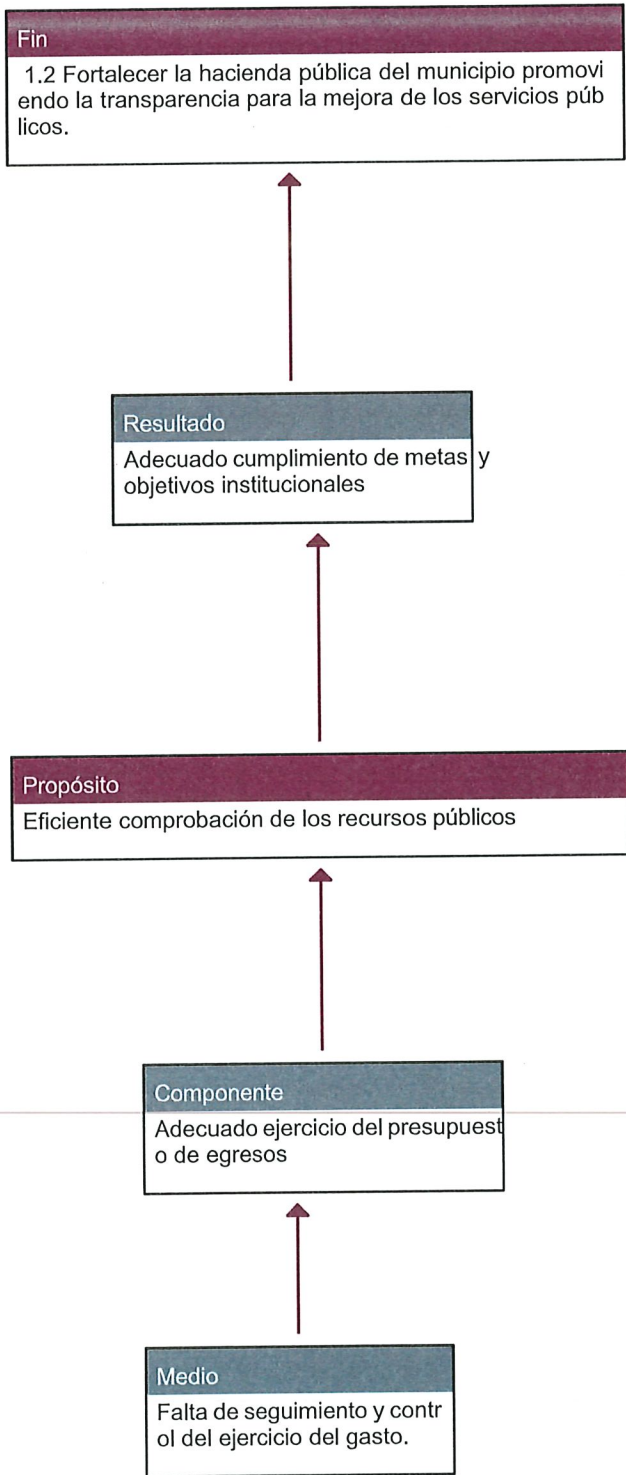 Fin
1.2 Fortalecer la hacienda pública del municipio promovi
endo la transparencia para la mejora de los servicios púb
licos.
Resultado
Adecuado cumplimiento de metas y
objetivos institucionales
Propósito
Eficiente comprobación de los recursos públicos
Componente
Adecuado ejercicio del presupuest
o de egresos
Medio
Falta de seguimiento y contr
ol del ejercicio del gasto.